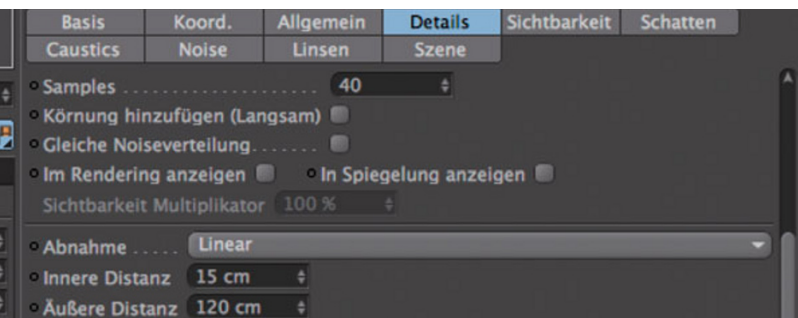 Basis Koord. Allgemein Details Sichtbarkeit Schatten
Caustics Noise Linsen Szene
Samples . . . . . . . . . . . . . . . . . . . . 40
Körnung hinzufügen (Langsam)
Gleiche Noiseverteilung. . . . . . .
Im Rendering anzeigen In Spiegelung anzeigen
Sichtbarkeit Multiplikator 100 %
Abnahme . . . . . Linear
Innere Distanz 15 cm
Äußere Distanz 120 cm